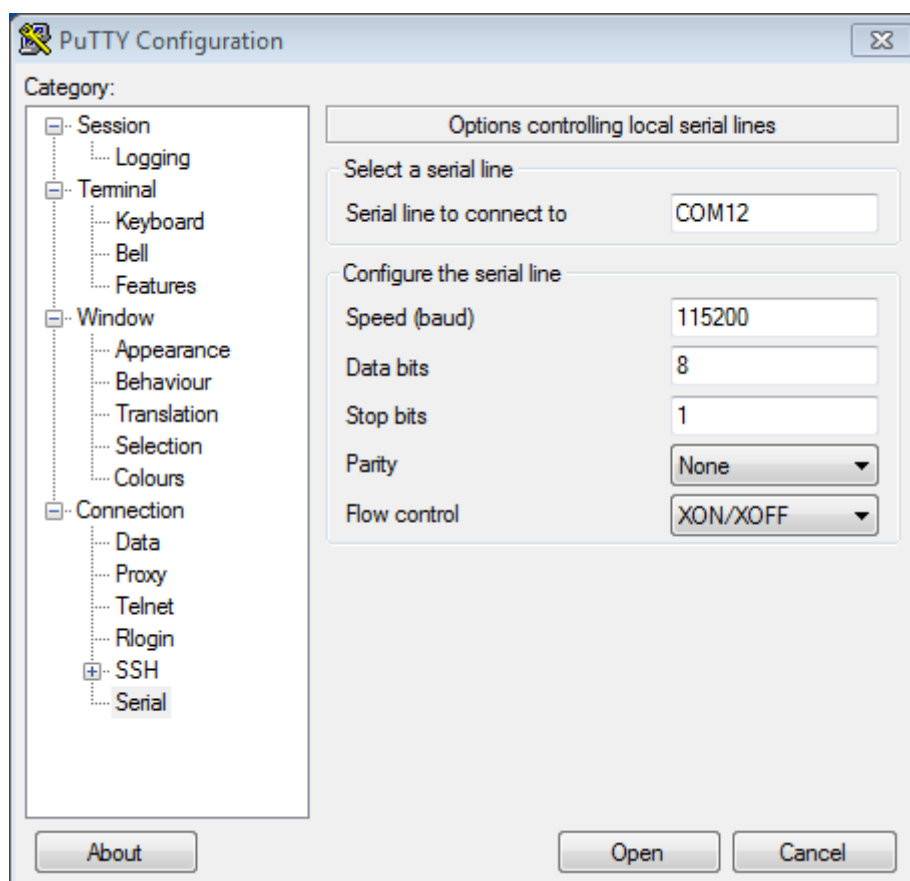 PuTTY Configuration
Category:
Session
Logging
Terminal
Keyboard
Bell
Features
Window
Appearance
Behaviour
Translation
Selection
Colours
Connection
Data
Proxy
Telnet
Rlogin
SSH
Serial
Options controlling local serial lines
Select a serial line
Serial line to connect to COM12
Configure the serial line
Speed (baud) 115200
Data bits 8
Stop bits 1
Parity None
Flow control XON/XOFF
About Open Cancel